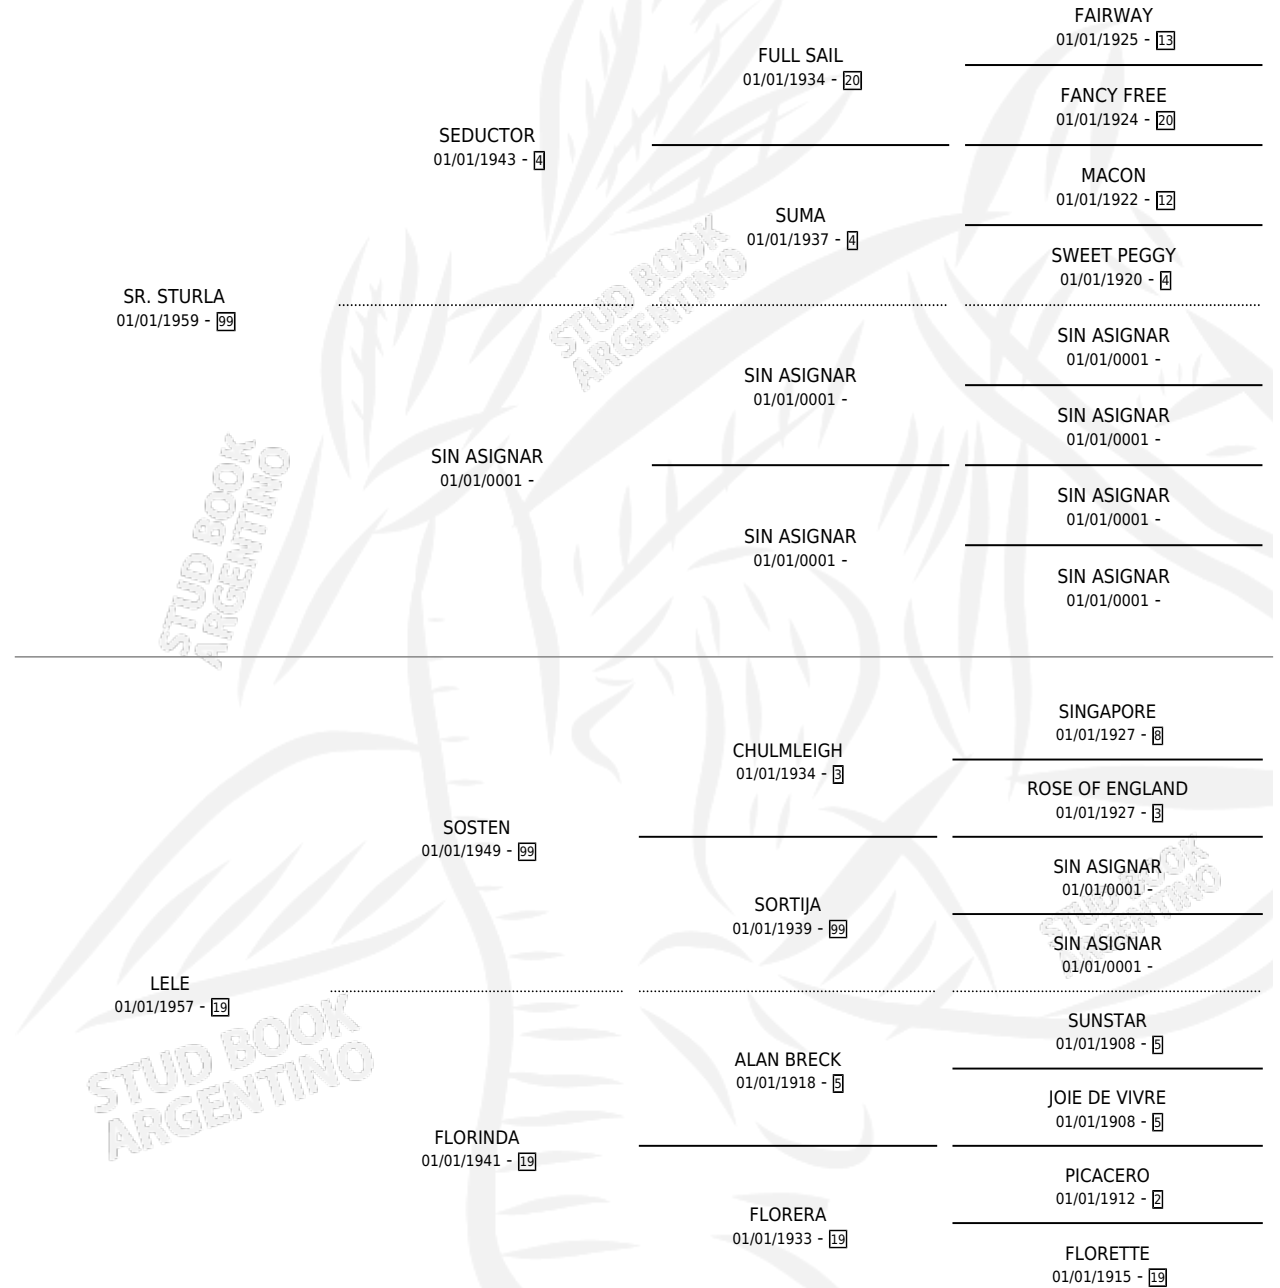 FAIRWAY
01/01/1925 - 13
FULL SAIL
01/01/1934 - 20
FANCY FREE
01/01/1924 - 20
SEDUCTOR
01/01/1943 - 4
MACON
01/01/1922 - 12
SUMA
01/01/1937 - 4
SWEET PEGGY
01/01/1920 - 4
SR. STURLA
01/01/1959 - 99
SIN ASIGNAR
01/01/0001 -
SIN ASIGNAR
01/01/0001 -
SIN ASIGNAR
01/01/0001 -
SIN ASIGNAR
01/01/0001 -
SIN ASIGNAR
01/01/0001 -
SIN ASIGNAR
01/01/0001 -
SIN ASIGNAR
01/01/0001 -
STUD BOOK
ARGENTINO
STUD BOOK
ARGENTINO
SINGAPORE
01/01/1927 - 8
CHULMLEIGH
01/01/1934 - 3
ROSE OF ENGLAND
01/01/1927 - 3
SOSTEN
01/01/1949 - 99
SIN ASIGNAR
01/01/0001 -
SORTIJA
01/01/1939 - 99
SIN ASIGNAR
01/01/0001 -
STUD BOOK
ARGENTINO
LELE
01/01/1957 - 19
SUNSTAR
01/01/1908 - 5
ALAN BRECK
01/01/1918 - 5
JOIE DE VIVRE
01/01/1908 - 5
STUD BOOK
ARGENTINO
FLORINDA
01/01/1941 - 19
PICACERO
01/01/1912 - 2
FLORERA
01/01/1933 - 19
FLORETTE
01/01/1915 - 19